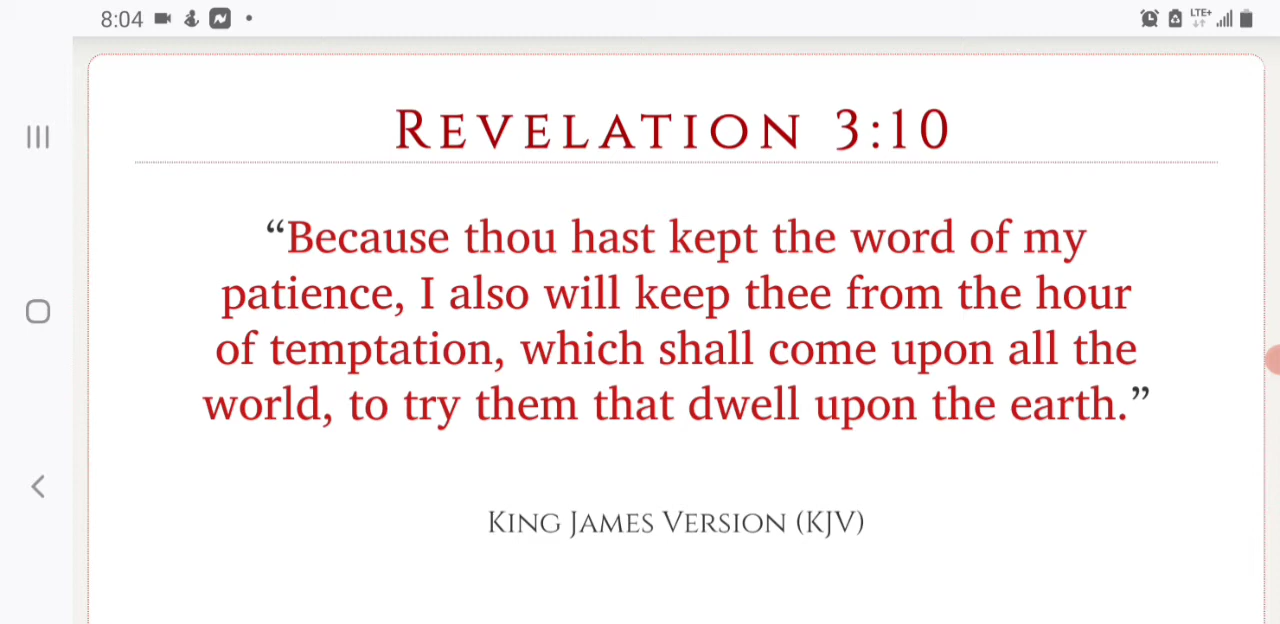 8:04
LTE+
Revelation 3:10
“Because thou hast kept the word of my
patience, I also will keep thee from the hour
of temptation, which shall come upon all the
world, to try them that dwell upon the earth.”
King James Version (KJV)